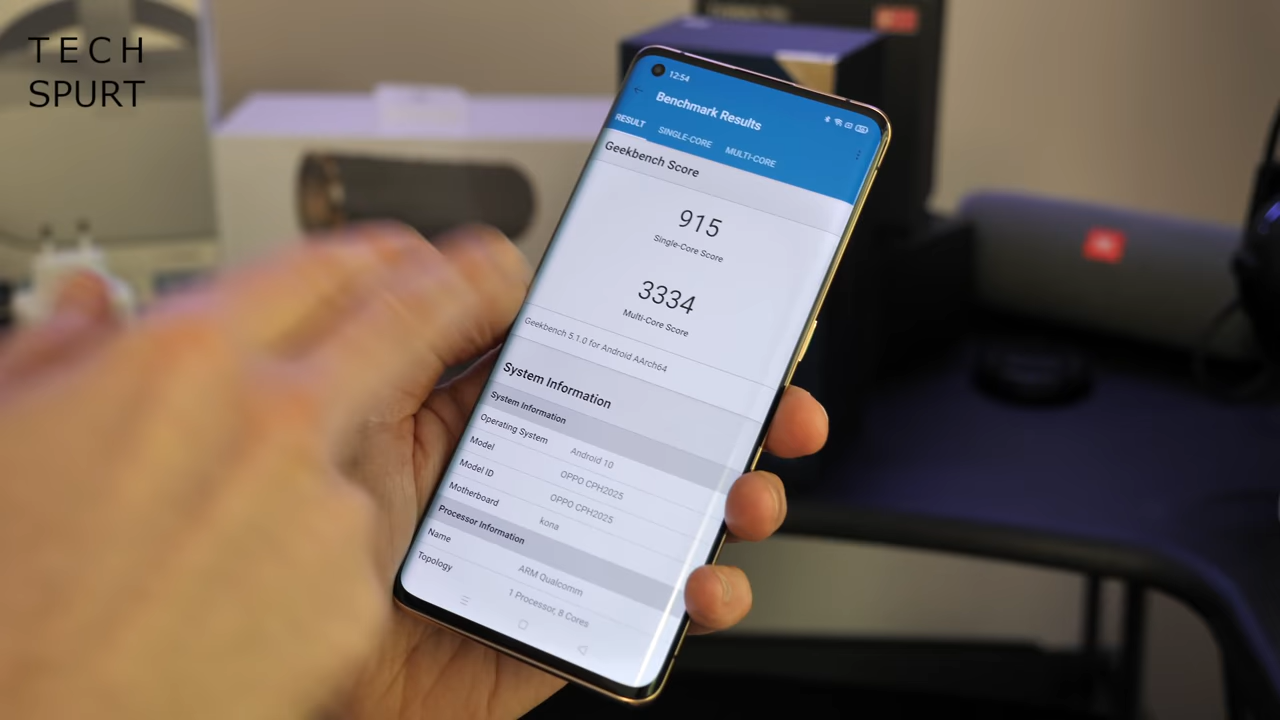 TECH
SPURT
12:54
Benchmark Results
RESULT SINGLE-CORE MULTI-CORE
Geekbench Score
915
Single-Core Score
3334
Multi-Core Score
Geekbench 5.1.0 for Android AArch64
System Information
System Information
Operating System Android 10
Model OPPO CPH2025
Model ID OPPO CPH2025
Motherboard kona
Processor Information
Name ARM Qualcomm
Topology 1 Processor, 8 Cores